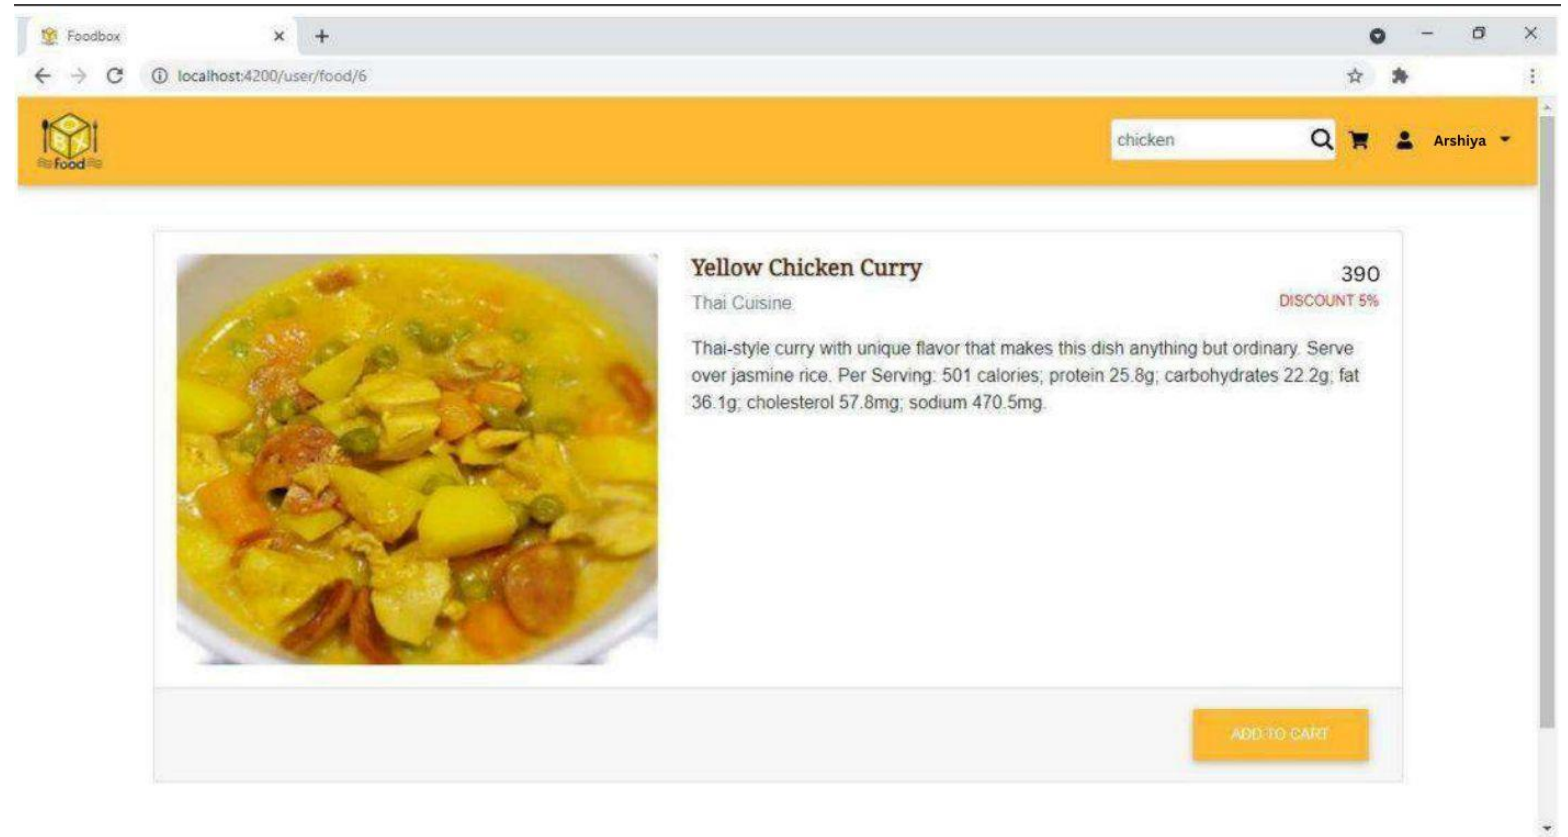 Foodbox
localhost:4200/user/food/6
BOX
food
chicken
Arshiya
Yellow Chicken Curry
390
Thai Cuisine
DISCOUNT 5%
Thai-style curry with unique flavor that makes this dish anything but ordinary. Serve
over jasmine rice. Per Serving: 501 calories; protein 25.8g; carbohydrates 22.2g; fat
36.1g; cholesterol 57.8mg; sodium 470.5mg.
ADD TO CART